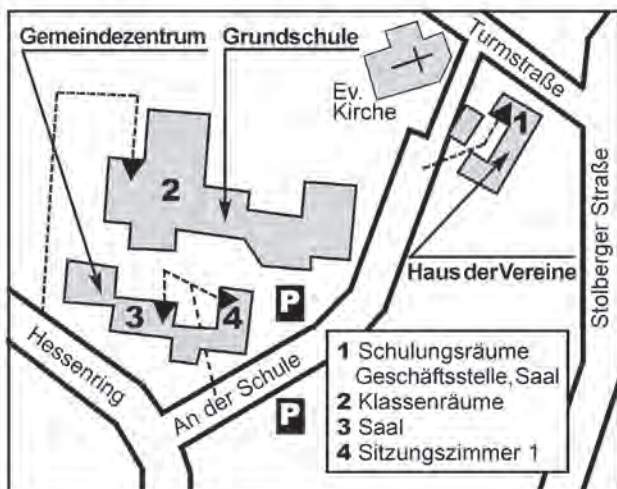 Gemeindezentrum
Grundschule
Turmstraße
Ev.
Kirche
1
2
Stolberger Straße
Haus der Vereine
P
3
4
Hessenring
An der Schule
P
1 Schulungsräume
Geschäftsstelle, Saal
2 Klassenräume
3 Saal
4 Sitzungszimmer 1